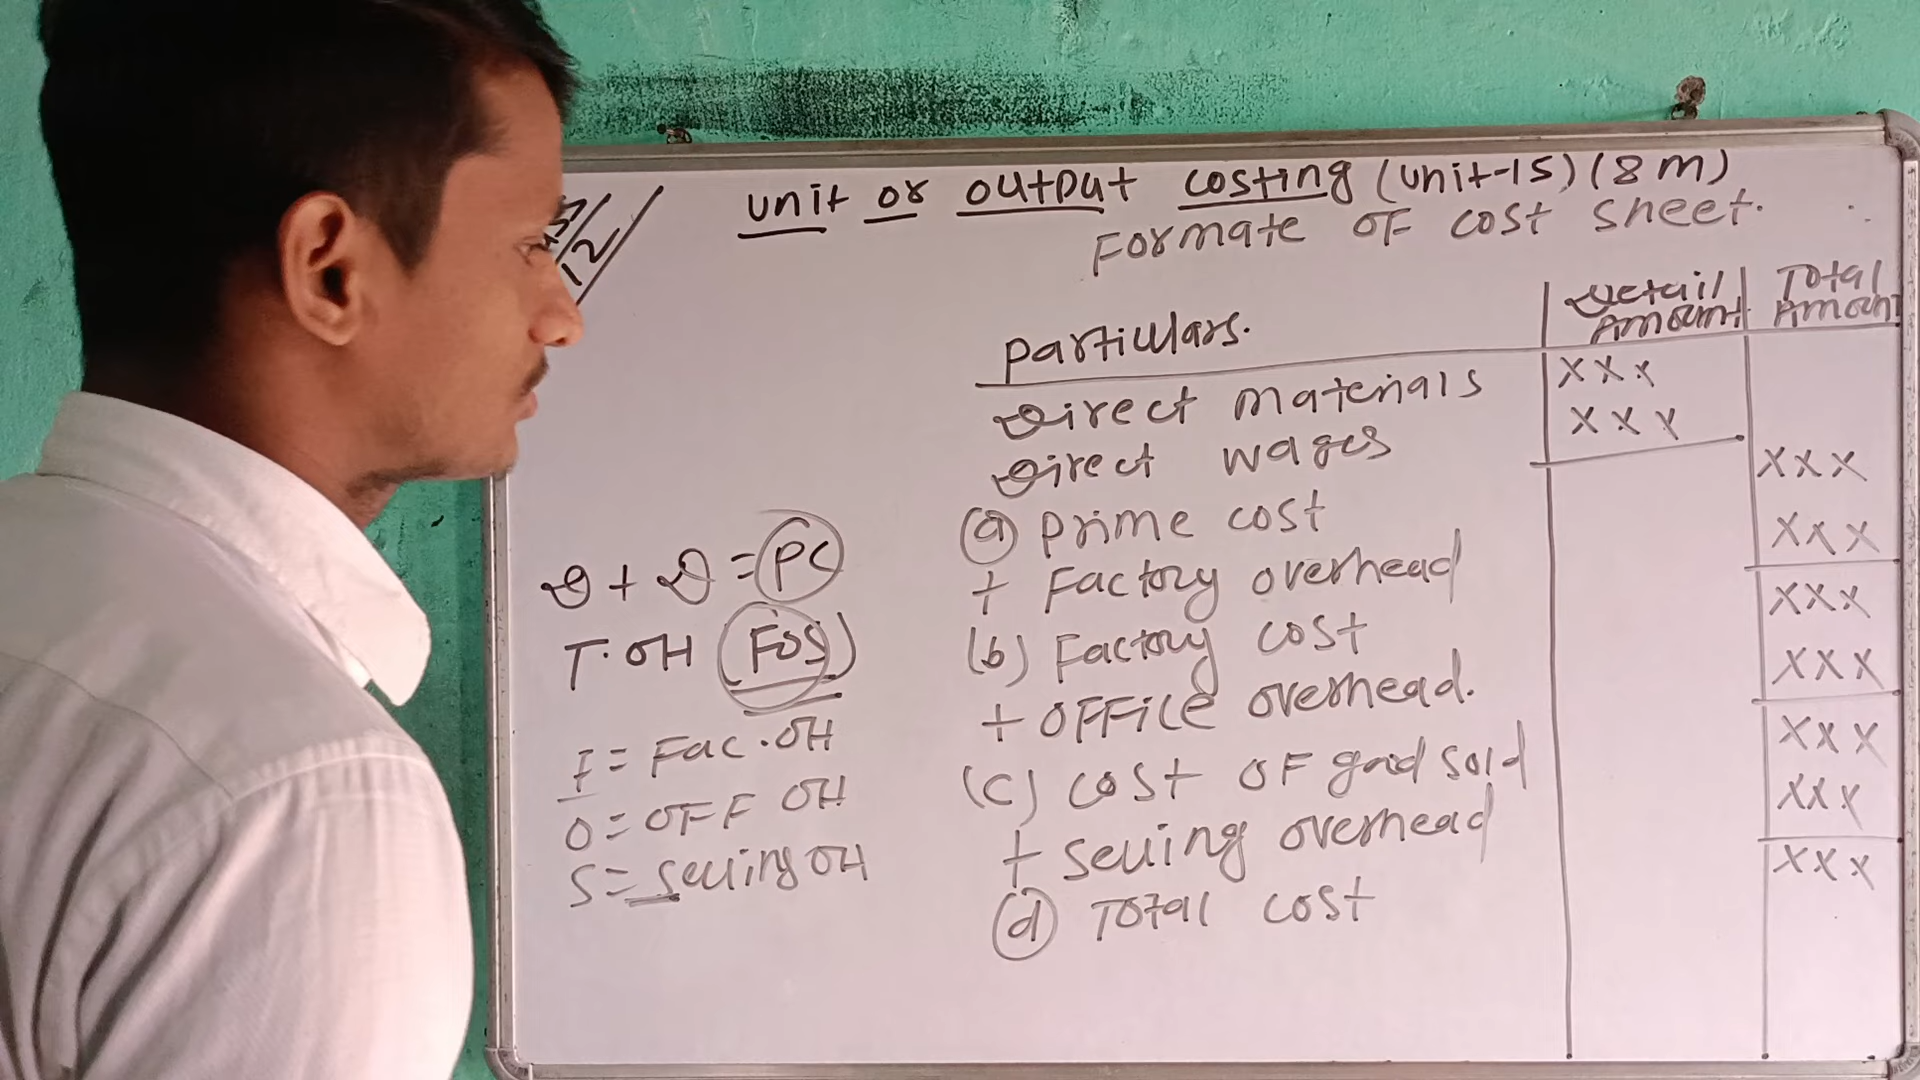 unit or output costing (unit-15) (8 m)
Formate OF cost sheet.
particulars.
Detail Amount
Total Amount
Direct materials xxx
Direct wages xxx
xxx
(a) prime cost
xxx
+ Factory overhead
xxx
(b) Factory cost
xxx
+ OFFice overhead.
xxx
(c) cost OF good sold
xxx
+ selling overhead
xxx
(d) Total cost
D + D = PC
T. OH (FOS)
F = Fac. OH
O = OFF OH
S = Selling OH
12